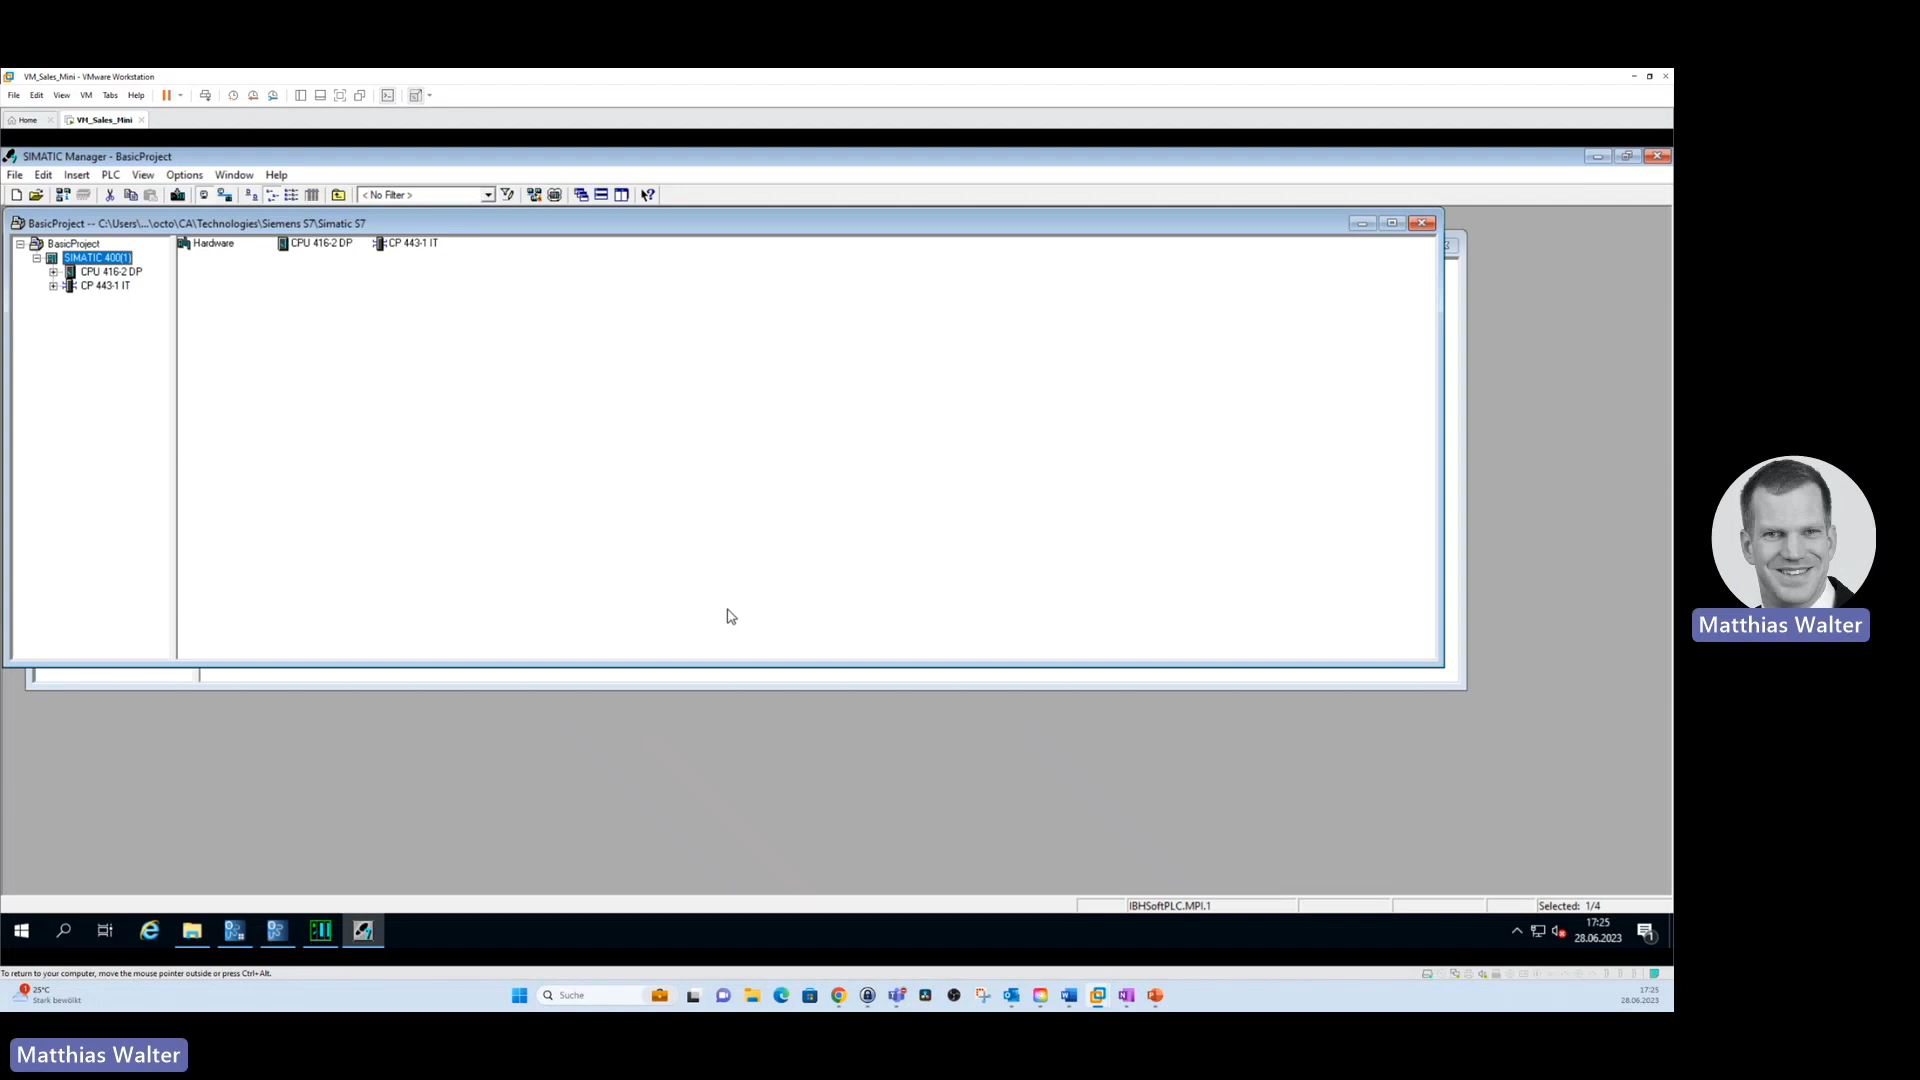 VM_Sales_Mini - VMware Workstation
File Edit View VM Tabs Help
Home VM_Sales_Mini
SIMATIC Manager - BasicProject
File Edit Insert PLC View Options Window Help
< No Filter >
BasicProject -- C:\Users\...\octo\CA\Technologies\Siemens S7\Simatic S7
BasicProject
SIMATIC 400(1)
CPU 416-2 DP
CP 443-1 IT
Hardware CPU 416-2 DP CP 443-1 IT
Matthias Walter
IBHSoftPLC.MPI.1 Selected: 1/4
17:25
28.06.2023
1
To return to your computer, move the mouse pointer outside or press Ctrl+Alt.
1
25°C
Stark bewölkt
Suche
17:25
28.06.2023
Matthias Walter